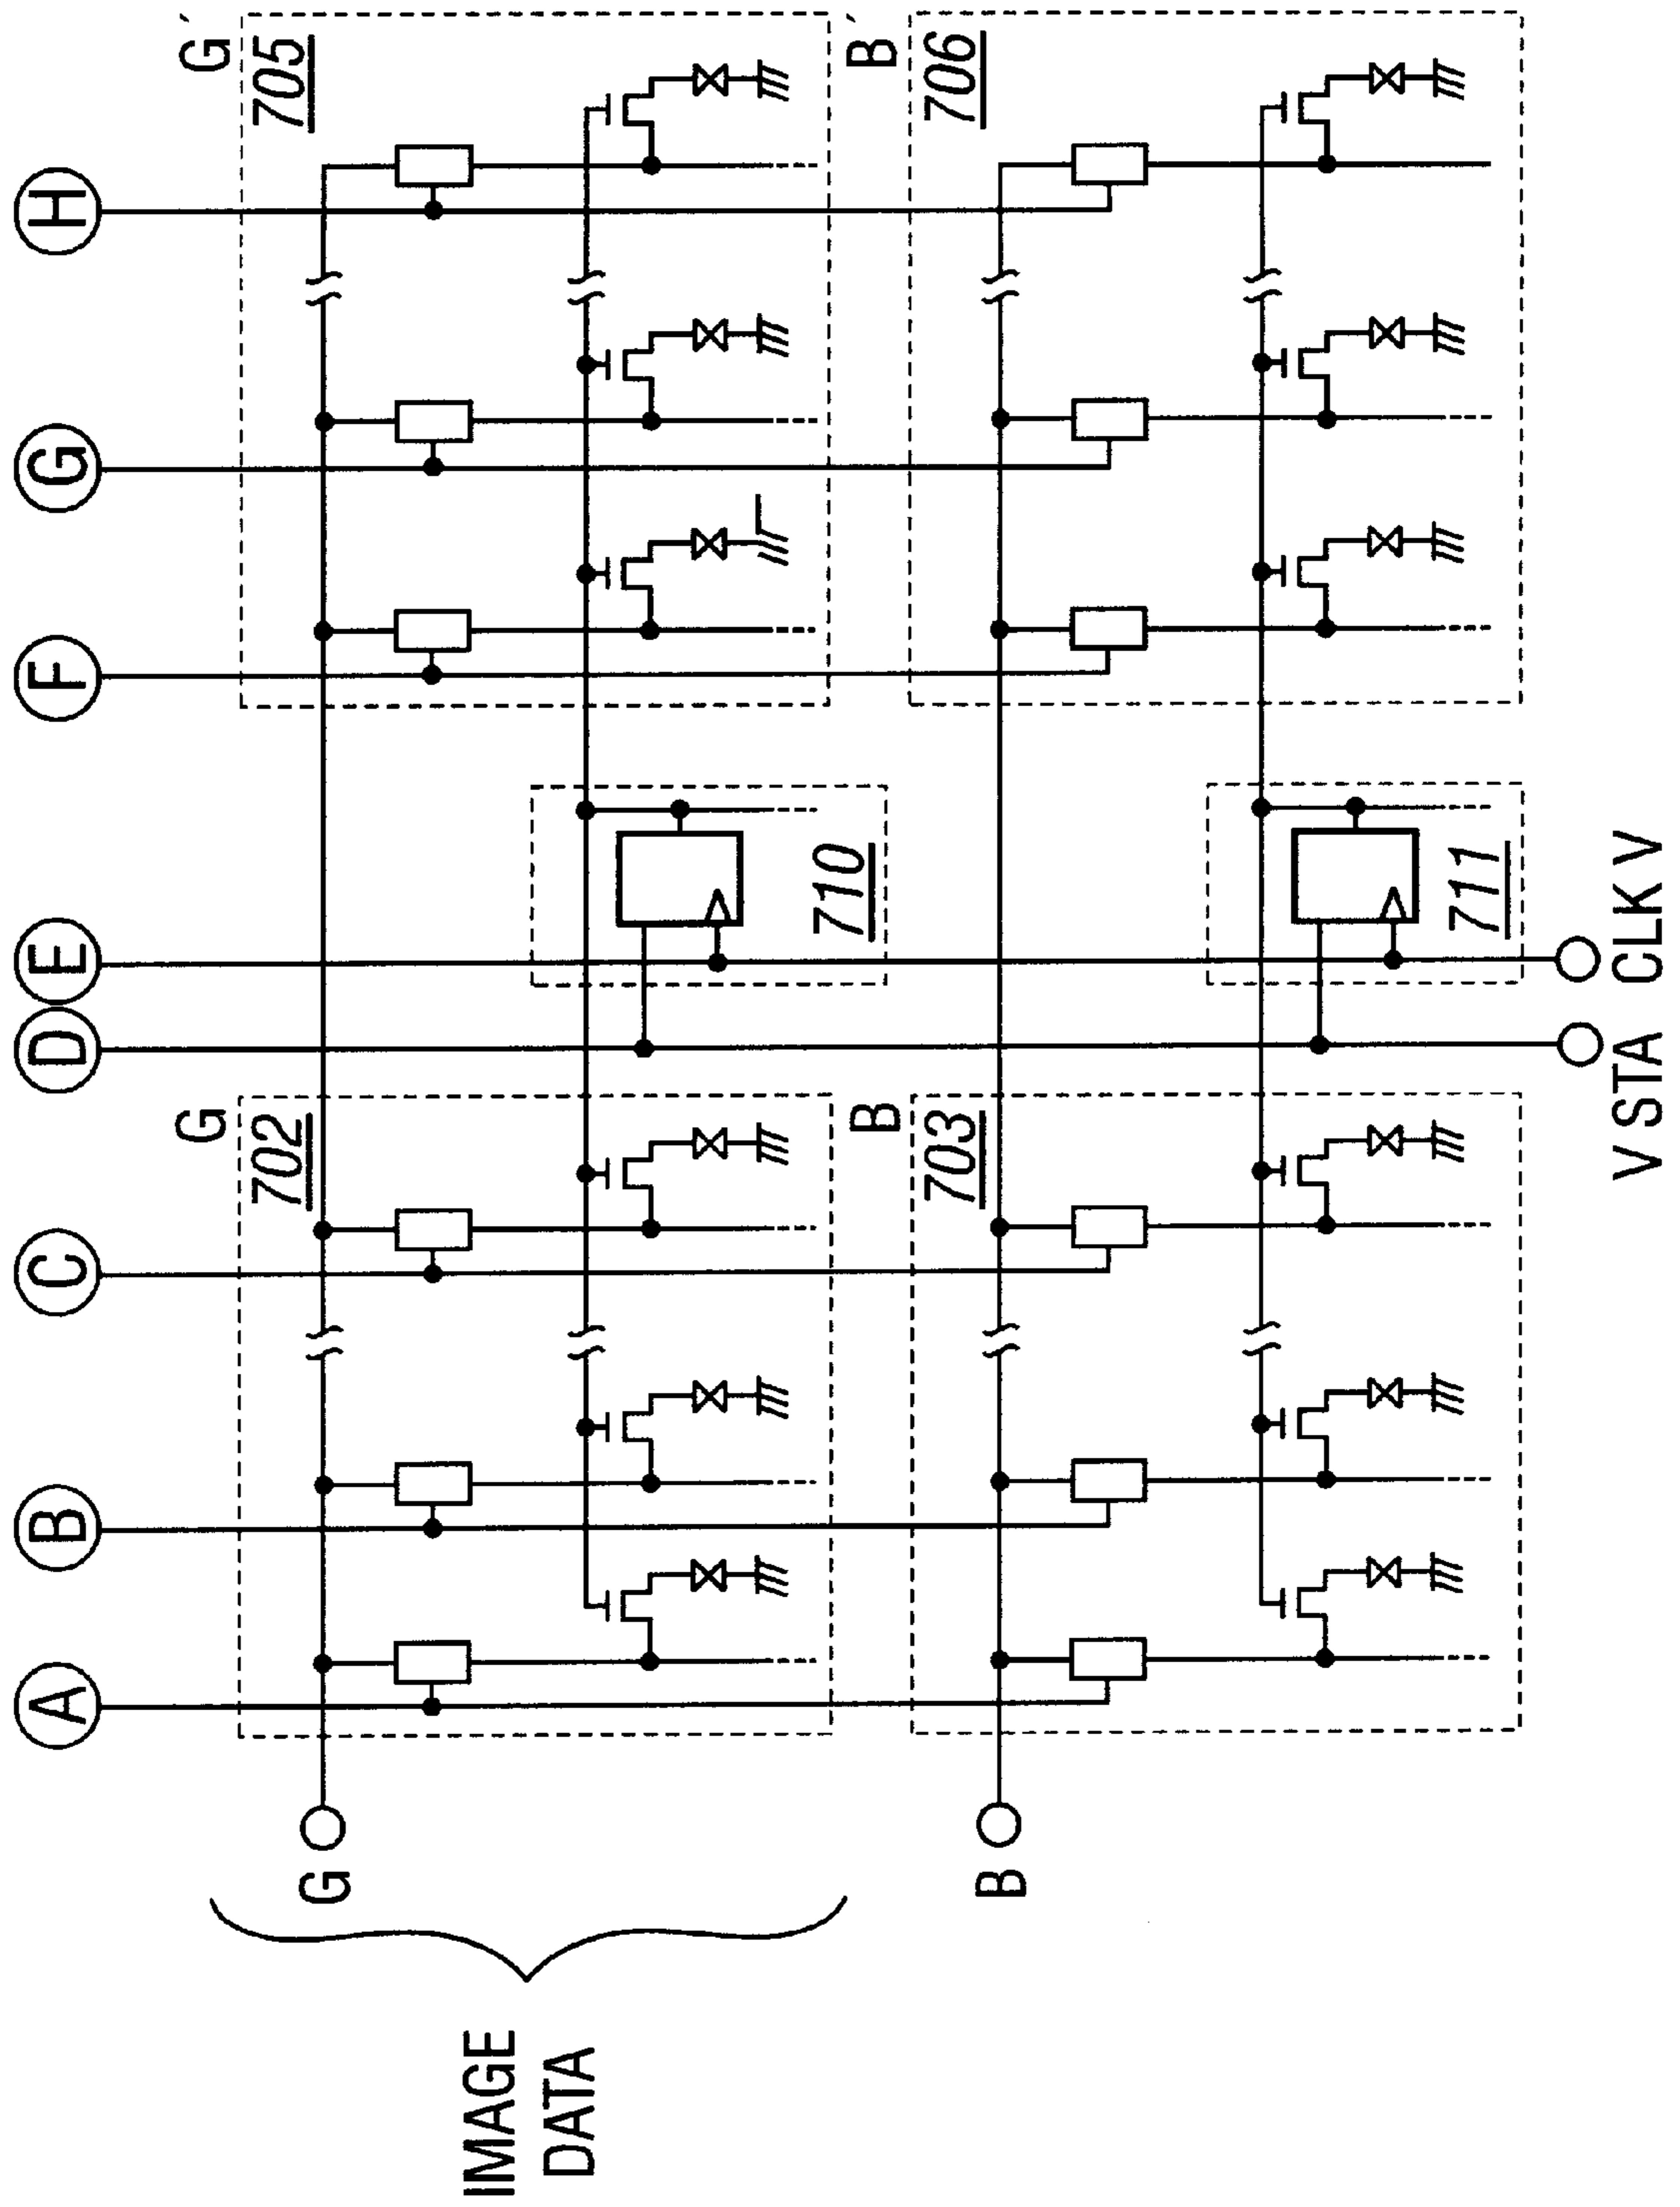 A B C D E F G H
G G´
702 705
G
IMAGE
DATA
710
B B´
703 706
B
711
V STA CLK V